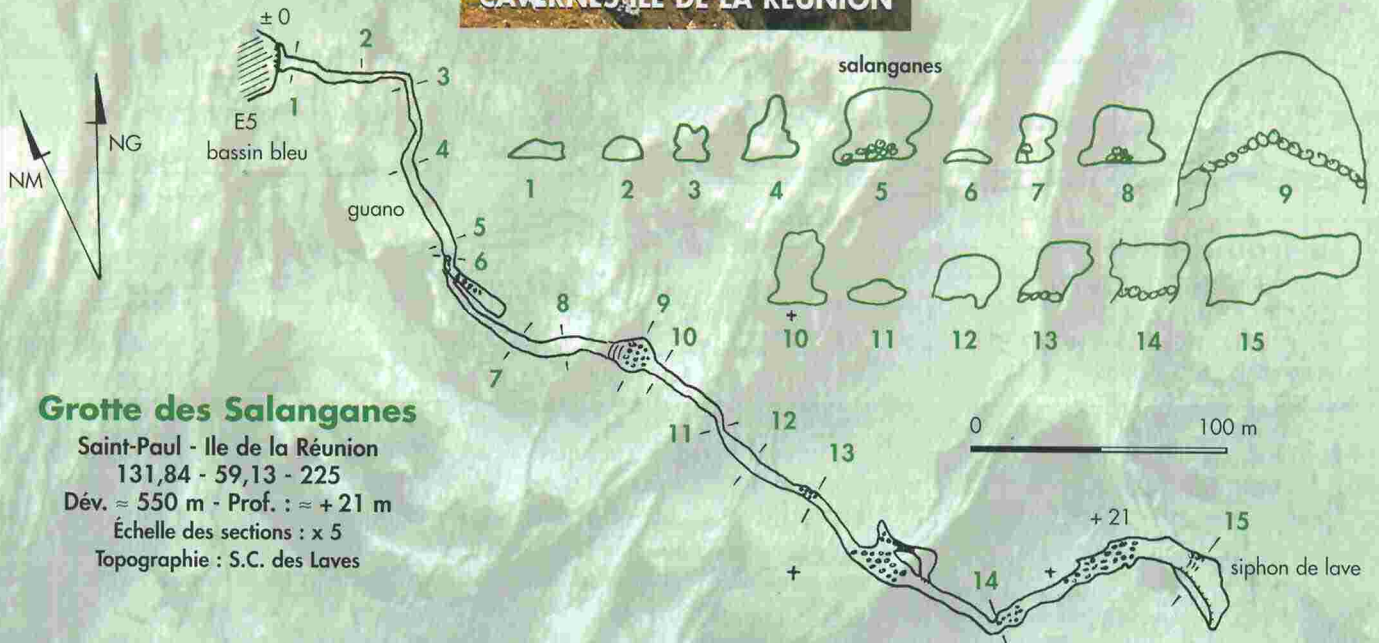 CAVERNES ILE DE LA RÉUNION
± 0
1
2
3
4
E5
bassin bleu
NM
NG
guano
5
6
7
8
9
10
11
12
13
14
+ 21
15
siphon de lave
salanganes
1 2 3 4 5 6 7 8 9
10 11 12 13 14 15
0 100 m
Grotte des Salanganes
Saint-Paul - Ile de la Réunion
131,84 - 59,13 - 225
Dév. ≈ 550 m - Prof. : ≈ + 21 m
Échelle des sections : x 5
Topographie : S.C. des Laves